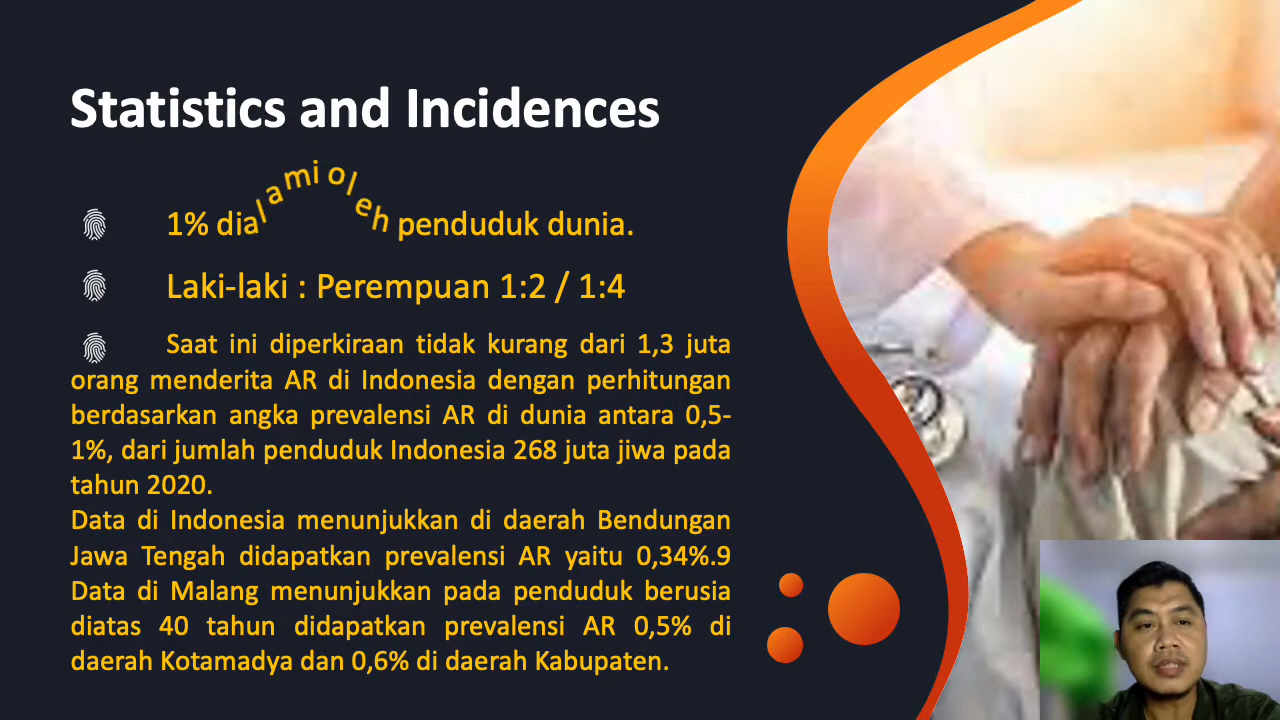 Statistics and Incidences
1% dialami oleh penduduk dunia.
Laki-laki : Perempuan 1:2 / 1:4
Saat ini diperkiraan tidak kurang dari 1,3 juta
orang menderita AR di Indonesia dengan perhitungan
berdasarkan angka prevalensi AR di dunia antara 0,5-
1%, dari jumlah penduduk Indonesia 268 juta jiwa pada
tahun 2020.
Data di Indonesia menunjukkan di daerah Bendungan
Jawa Tengah didapatkan prevalensi AR yaitu 0,34%.9
Data di Malang menunjukkan pada penduduk berusia
diatas 40 tahun didapatkan prevalensi AR 0,5% di
daerah Kotamadya dan 0,6% di daerah Kabupaten.